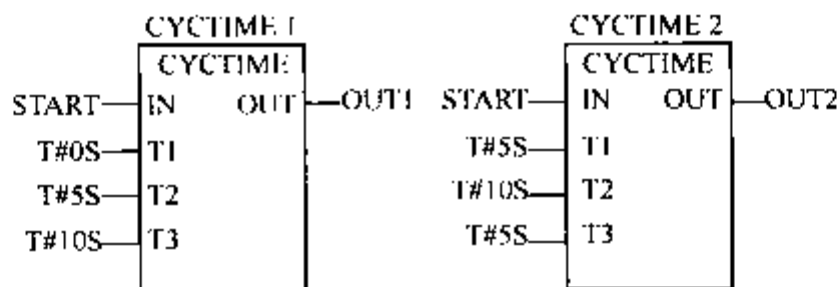 CYCTIME 1
CYCTIME
START IN OUT OUT1
T#0S T1
T#5S T2
T#10S T3
CYCTIME 2
CYCTIME
START IN OUT OUT2
T#5S T1
T#10S T2
T#5S T3